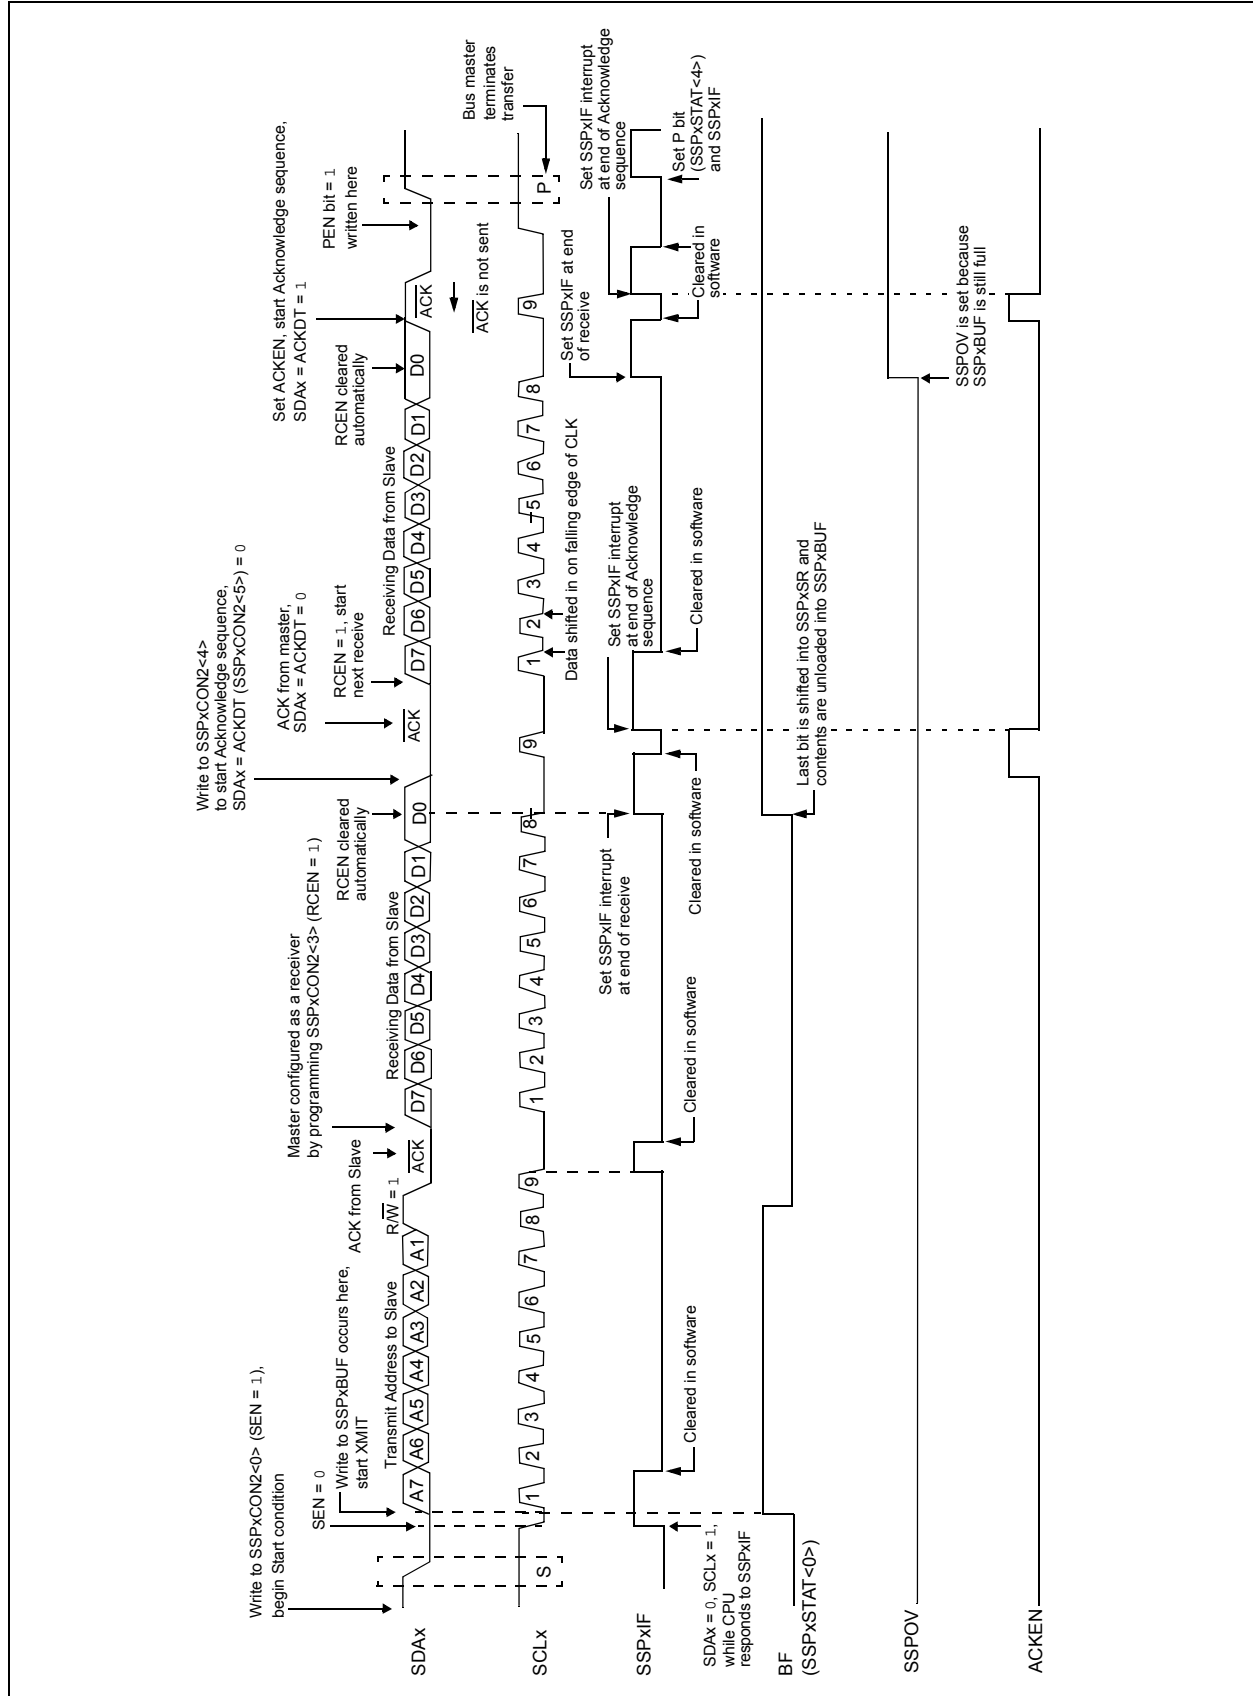 Write to SSPxCON2<0> (SEN = 1),
begin Start condition
SEN = 0
Write to SSPxBUF occurs here,
start XMIT
ACK from Slave
Master configured as a receiver
by programming SSPxCON2<3> (RCEN = 1)
RCEN cleared
automatically
Write to SSPxCON2<4>
to start Acknowledge sequence,
SDAx = ACKDT (SSPxCON2<5>) = 0
ACK from master,
SDAx = ACKDT = 0
RCEN = 1, start
next receive
RCEN cleared
automatically
Set ACKEN, start Acknowledge sequence,
SDAx = ACKDT = 1
PEN bit = 1
written here
Transmit Address to Slave
R/W = 1
Receiving Data from Slave
Receiving Data from Slave
SDAx
A7 A6 A5 A4 A3 A2 A1
ACK
D7 D6 D5 D4 D3 D2 D1 D0
ACK
D7 D6 D5 D4 D3 D2 D1 D0
ACK
ACK is not sent
Bus master
terminates
transfer
SCLx
S
1 2 3 4 5 6 7 8 9
1 2 3 4 5 6 7 8 9
1 2 3 4 5 6 7 8 9
P
Data shifted in on falling edge of CLK
Set SSPxIF interrupt
at end of receive
Set SSPxIF interrupt
at end of Acknowledge
sequence
Set SSPxIF at end
of receive
Set SSPxIF interrupt
at end of Acknowledge
sequence
SSPxIF
SDAx = 0, SCLx = 1,
while CPU
responds to SSPxIF
Cleared in software
Cleared in software
Cleared in software
Cleared in software
Cleared in
software
Set P bit
(SSPxSTAT<4>)
and SSPxIF
BF
(SSPxSTAT<0>)
Last bit is shifted into SSPxSR and
contents are unloaded into SSPxBUF
SSPOV
SSPOV is set because
SSPxBUF is still full
ACKEN